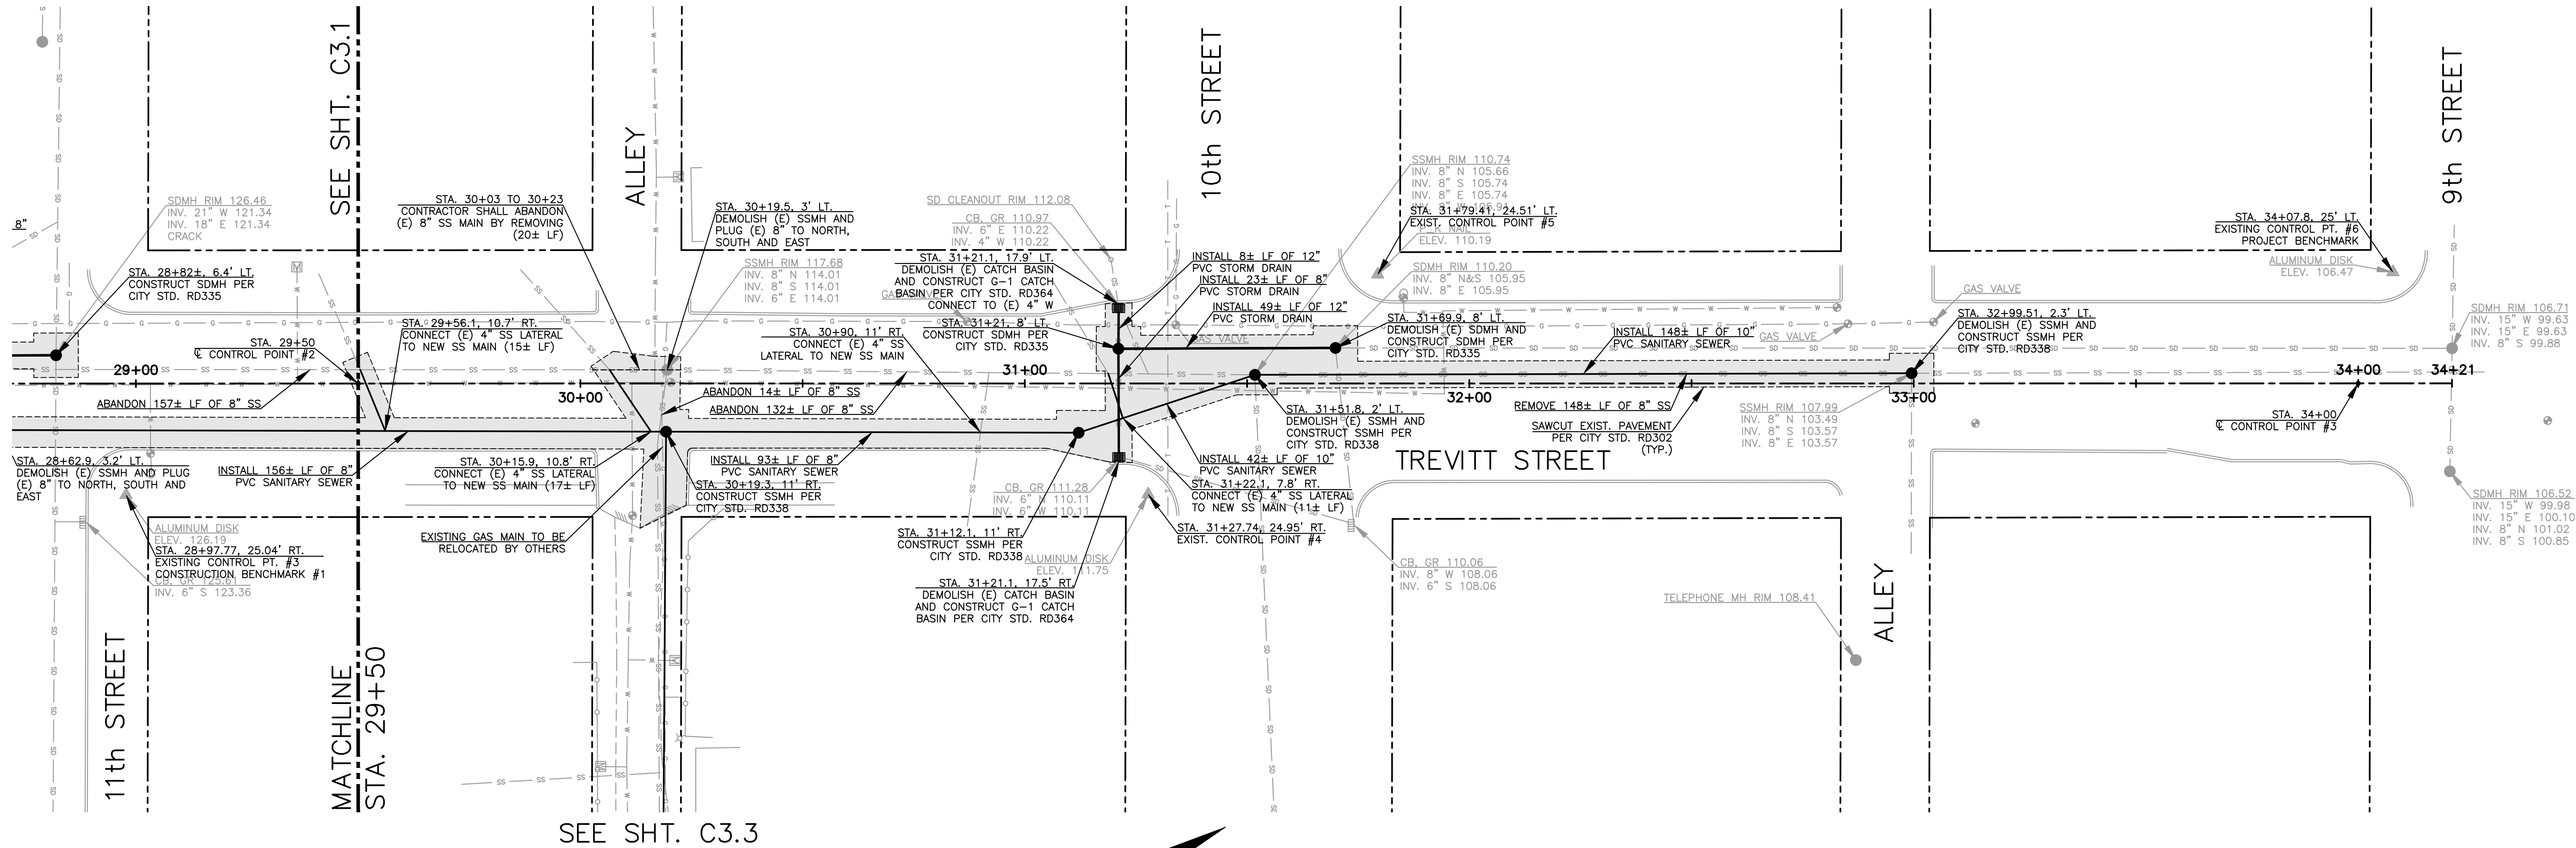 SEE SHT. C3.1
ALLEY
10th STREET
9th STREET
8"
SDMH RIM 126.46
INV. 21" W 121.34
INV. 18" E 121.34
CRACK
STA. 28+82±, 6.4' LT.
CONSTRUCT SDMH PER
CITY STD. RD335
STA. 30+03 TO 30+23
CONTRACTOR SHALL ABANDON
(E) 8" SS MAIN BY REMOVING
(20± LF)
STA. 30+19.5, 3' LT.
DEMOLISH (E) SSMH AND
PLUG (E) 8" TO NORTH,
SOUTH AND EAST
SSMH RIM 117.68
INV. 8" N 114.01
INV. 8" S 114.01
INV. 6" E 114.01
SD CLEANOUT RIM 112.08
CB, GR 110.97
INV. 6" E 110.22
INV. 4" W 110.22
STA. 31+21.1, 17.9' LT.
DEMOLISH (E) CATCH BASIN
AND CONSTRUCT G-1 CATCH
BASIN PER CITY STD. RD364
CONNECT TO (E) 4" W
STA. 31+21, 8' LT.
CONSTRUCT SDMH PER
CITY STD. RD335
INSTALL 8± LF OF 12"
PVC STORM DRAIN
INSTALL 23± LF OF 8"
PVC STORM DRAIN
INSTALL 49± LF OF 12"
PVC STORM DRAIN
GAS VALVE
SSMH RIM 110.74
INV. 8" N 105.66
INV. 8" S 105.74
INV. 8" E 105.74
STA. 31+79.41, 24.51' LT.
EXIST. CONTROL POINT #5
ELEV. 110.19
SDMH RIM 110.20
INV. 8" N&S 105.95
INV. 8" E 105.95
STA. 31+69.9, 8' LT.
DEMOLISH (E) SDMH AND
CONSTRUCT SDMH PER
CITY STD. RD335
INSTALL 148± LF OF 10"
PVC SANITARY SEWER
GAS VALVE
GAS VALVE
STA. 32+99.51, 2.3' LT.
DEMOLISH (E) SSMH AND
CONSTRUCT SSMH PER
CITY STD. RD338
STA. 34+07.8, 25' LT.
EXISTING CONTROL PT. #6
PROJECT BENCHMARK
ALUMINUM DISK
ELEV. 106.47
SDMH RIM 106.71
INV. 15" W 99.63
INV. 15" E 99.63
INV. 8" S 99.88
STA. 29+50
℄ CONTROL POINT #2
STA. 29+56.1, 10.7' RT.
CONNECT (E) 4" SS LATERAL
TO NEW SS MAIN (15± LF)
STA. 30+90, 11' RT.
CONNECT (E) 4" SS
LATERAL TO NEW SS MAIN
29+00
30+00
31+00
32+00
33+00
34+00
34+21
ABANDON 157± LF OF 8" SS
ABANDON 14± LF OF 8" SS
ABANDON 132± LF OF 8" SS
REMOVE 148± LF OF 8" SS
SAWCUT EXIST. PAVEMENT
PER CITY STD. RD302
(TYP.)
SSMH RIM 107.99
INV. 8" N 103.49
INV. 8" S 103.57
INV. 8" E 103.57
STA. 34+00
℄ CONTROL POINT #3
STA. 28+62.9, 3.2' LT.
DEMOLISH (E) SSMH AND PLUG
(E) 8" TO NORTH, SOUTH AND
EAST
INSTALL 156± LF OF 8"
PVC SANITARY SEWER
STA. 30+15.9, 10.8' RT.
CONNECT (E) 4" SS LATERAL
TO NEW SS MAIN (17± LF)
INSTALL 93± LF OF 8"
PVC SANITARY SEWER
STA. 30+19.3, 11' RT.
CONSTRUCT SSMH PER
CITY STD. RD338
EXISTING GAS MAIN TO BE
RELOCATED BY OTHERS
CB, GR 111.28
INV. 6" N 110.11
INV. 6" W 110.11
STA. 31+12.1, 11' RT.
CONSTRUCT SSMH PER
CITY STD. RD338
ALUMINUM DISK
ELEV. 111.75
STA. 31+21.1, 17.5' RT.
DEMOLISH (E) CATCH BASIN
AND CONSTRUCT G-1 CATCH
BASIN PER CITY STD. RD364
STA. 31+51.8, 2' LT.
DEMOLISH (E) SSMH AND
CONSTRUCT SSMH PER
CITY STD. RD338
INSTALL 42± LF OF 10"
PVC SANITARY SEWER
STA. 31+22.1, 7.8' RT.
CONNECT (E) 4" SS LATERAL
TO NEW SS MAIN (11± LF)
STA. 31+27.74, 24.95' RT.
EXIST. CONTROL POINT #4
TREVITT STREET
CB, GR 110.06
INV. 8" W 108.06
INV. 6" S 108.06
TELEPHONE MH RIM 108.41
ALLEY
SDMH RIM 106.52
INV. 15" W 99.98
INV. 15" E 100.10
INV. 8" N 101.02
INV. 8" S 100.85
ALUMINUM DISK
ELEV. 126.19
STA. 28+97.77, 25.04' RT.
EXISTING CONTROL PT. #3
CONSTRUCTION BENCHMARK #1
CB, GR 125.61
INV. 6" S 123.36
11th STREET
MATCHLINE
STA. 29+50
SEE SHT. C3.3